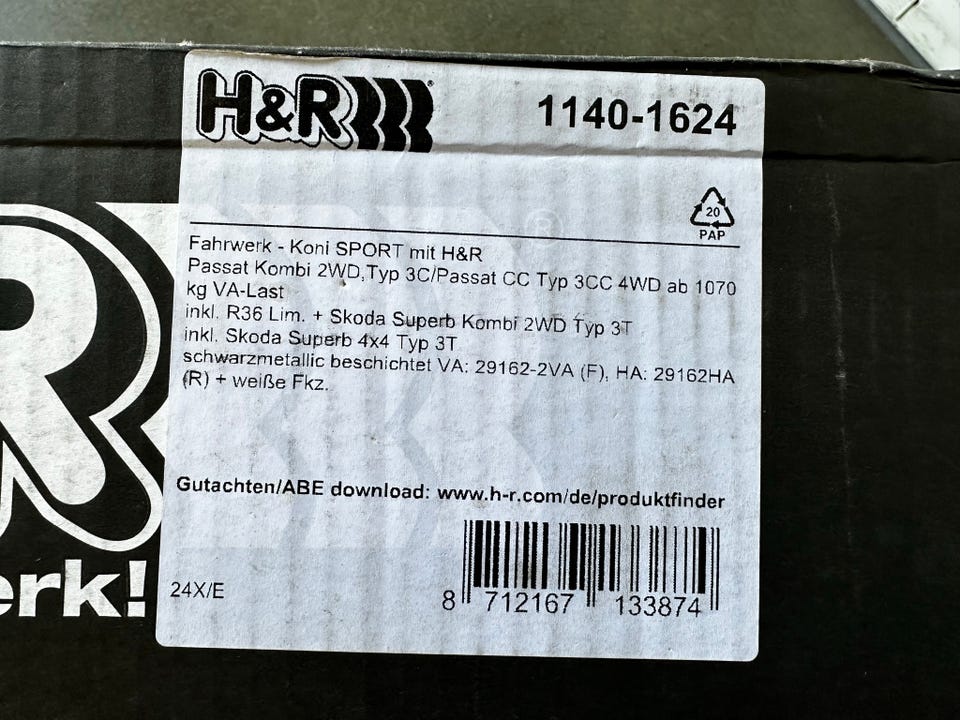 H&R®
1140-1624
20
PAP
Fahrwerk - Koni SPORT mit H&R
Passat Kombi 2WD,Typ 3C/Passat CC Typ 3CC 4WD ab 1070
kg VA-Last
inkl. R36 Lim. + Skoda Superb Kombi 2WD Typ 3T
inkl. Skoda Superb 4x4 Typ 3T
schwarzmetallic beschichtet VA: 29162-2VA (F), HA: 29162HA
(R) + weiße Fkz.
Gutachten/ABE download: www.h-r.com/de/produktfinder
24X/E
8 712167 133874
R
erk!